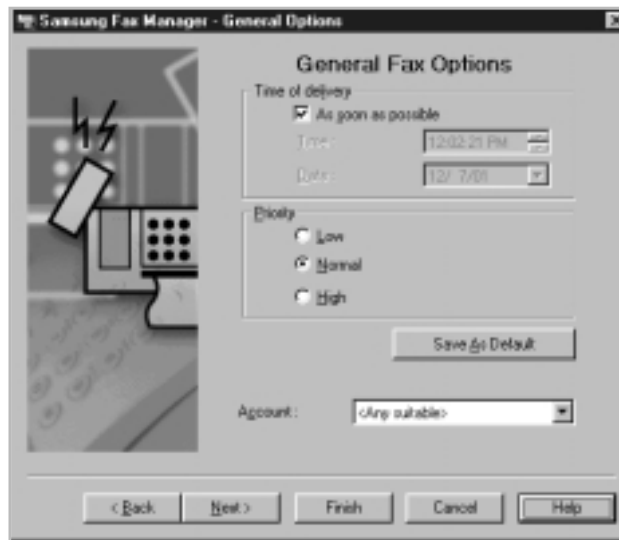 Samsung Fax Manager - General Options
General Fax Options
Time of delivery
As soon as possible
Time:
12:02:21 PM
Date:
12/ 7/01
Priority
Low
Normal
High
Save As Default
Account:
<Any suitable>
< Back
Next >
Finish
Cancel
Help